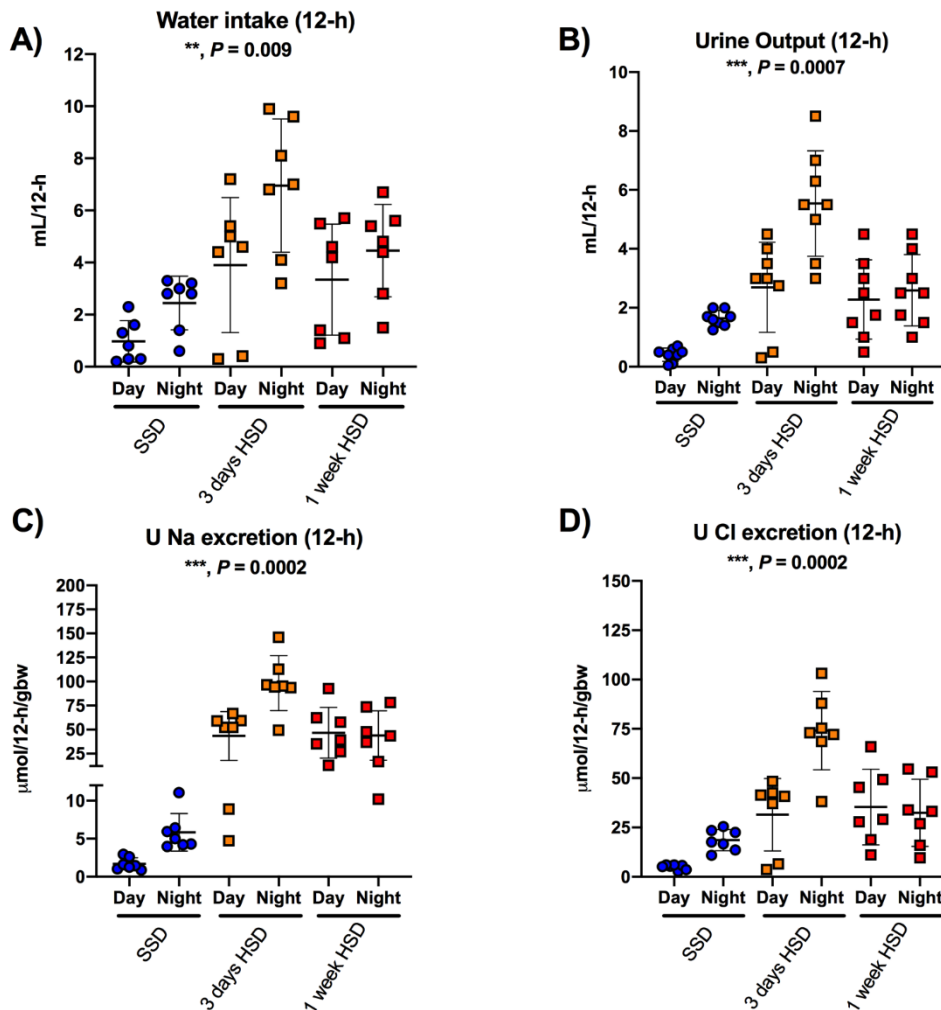 A)
Water intake (12-h)
**, P = 0.009
mL/12-h
12
10
8
6
4
2
0
Day Night Day Night Day Night
SSD
3 days HSD
1 week HSD
B)
Urine Output (12-h)
***, P = 0.0007
mL/12-h
10
8
6
4
2
0
Day Night Day Night Day Night
SSD
3 days HSD
1 week HSD
C)
U Na excretion (12-h)
***, P = 0.0002
µmol/12-h/gbw
200
175
150
125
100
75
50
25
10
5
0
Day Night Day Night Day Night
SSD
3 days HSD
1 week HSD
D)
U Cl excretion (12-h)
***, P = 0.0002
µmol/12-h/gbw
150
125
100
75
50
25
0
Day Night Day Night Day Night
SSD
3 days HSD
1 week HSD